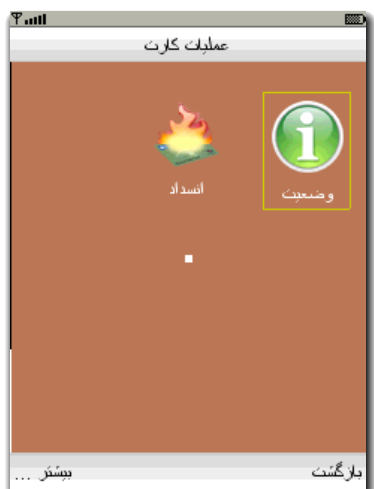 عملیات کارت
وضعیت
انسداد
بازگشت
بیشتر ...